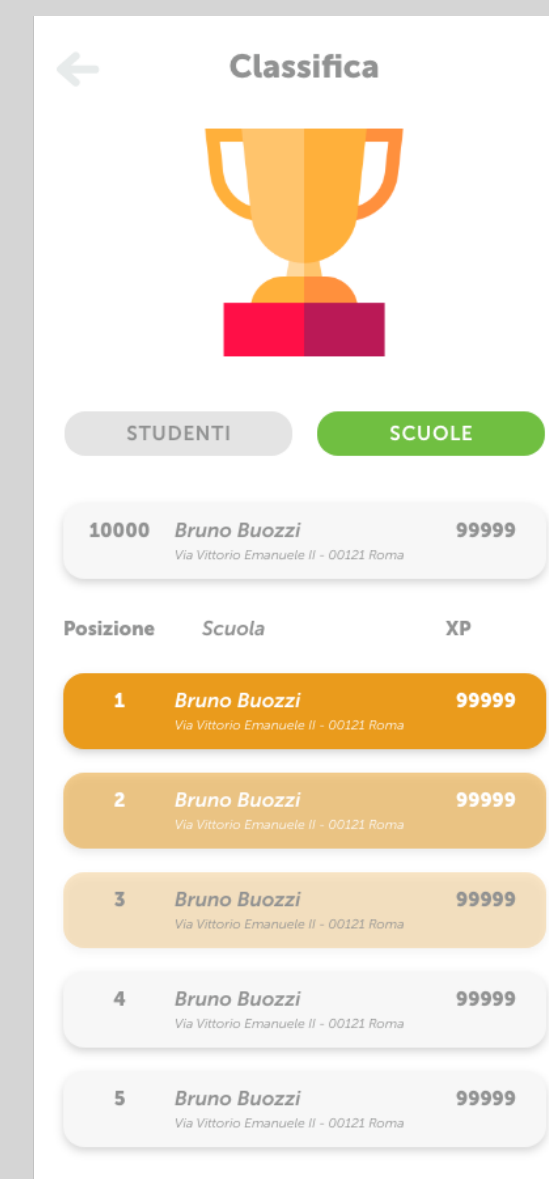 Classifica
STUDENTI SCUOLE
10000 Bruno Buozzi 99999
Via Vittorio Emanuele II - 00121 Roma
Posizione Scuola XP
1 Bruno Buozzi 99999
Via Vittorio Emanuele II - 00121 Roma
2 Bruno Buozzi 99999
Via Vittorio Emanuele II - 00121 Roma
3 Bruno Buozzi 99999
Via Vittorio Emanuele II - 00121 Roma
4 Bruno Buozzi 99999
Via Vittorio Emanuele II - 00121 Roma
5 Bruno Buozzi 99999
Via Vittorio Emanuele II - 00121 Roma